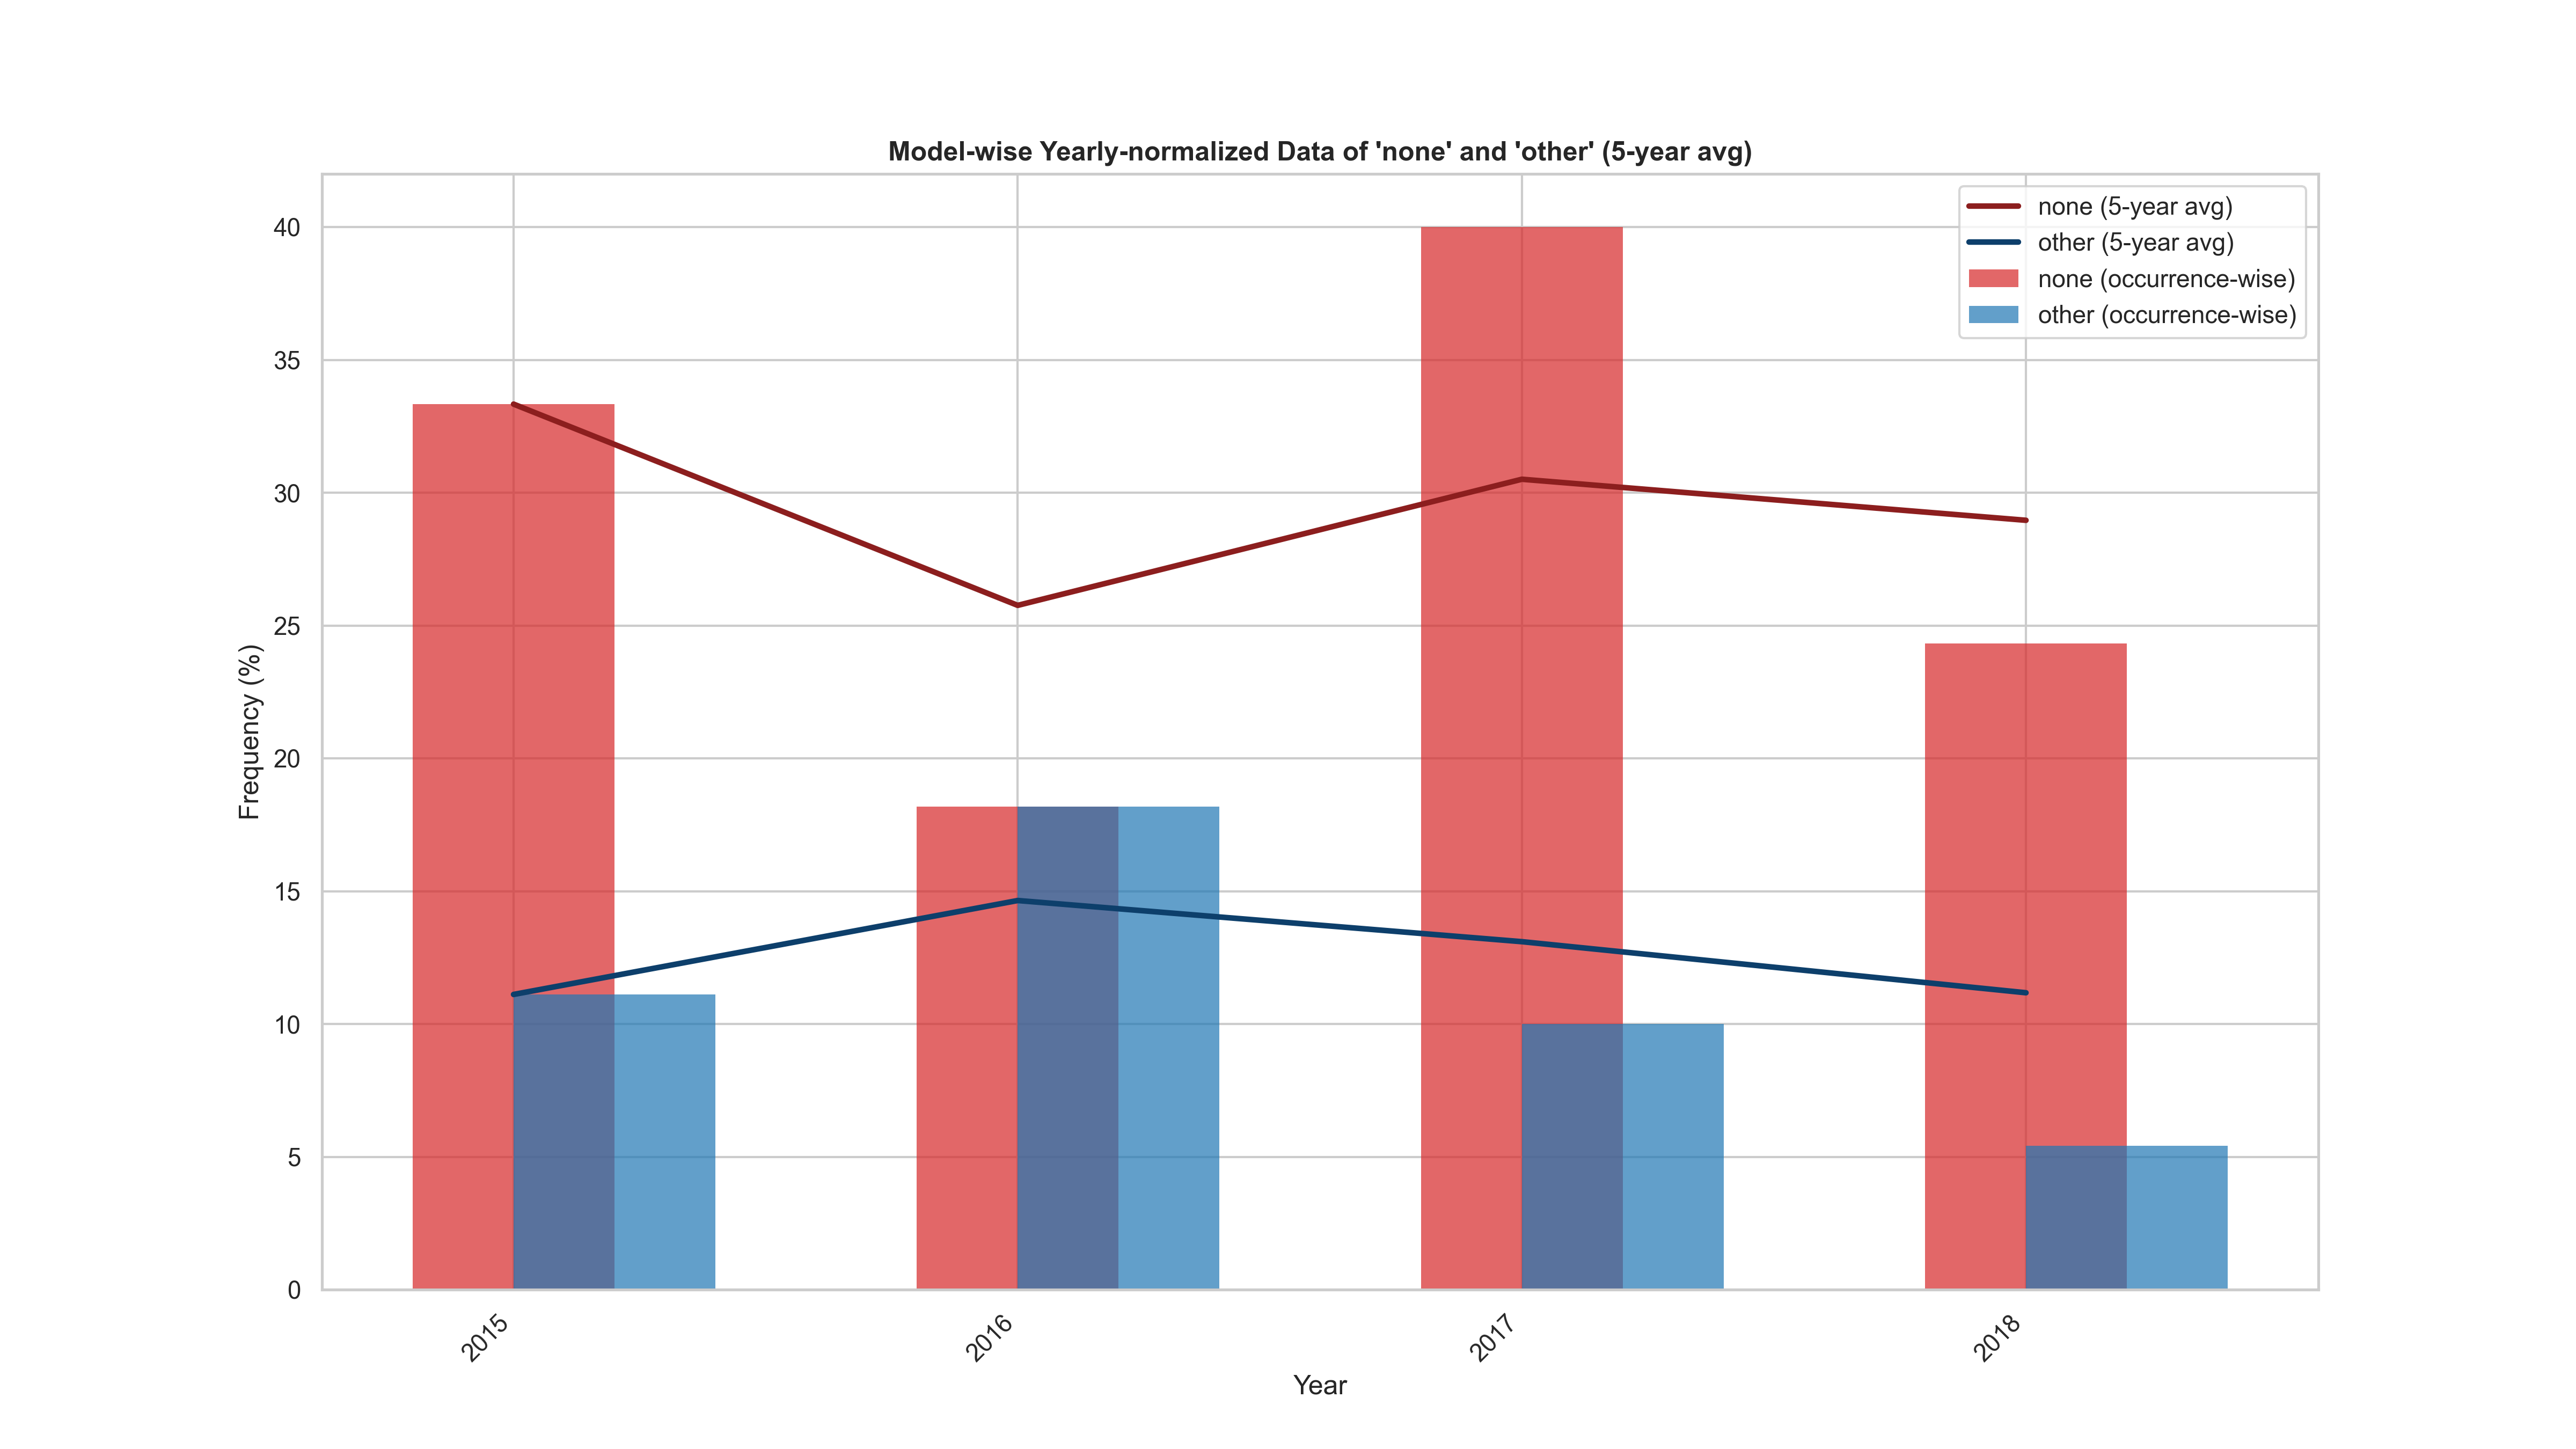 Model-wise Yearly-normalized Data of 'none' and 'other' (5-year avg)
none (5-year avg)
other (5-year avg)
none (occurrence-wise)
other (occurrence-wise)
Frequency (%)
40
35
30
25
20
15
10
5
0
2015
2016
2017
2018
Year